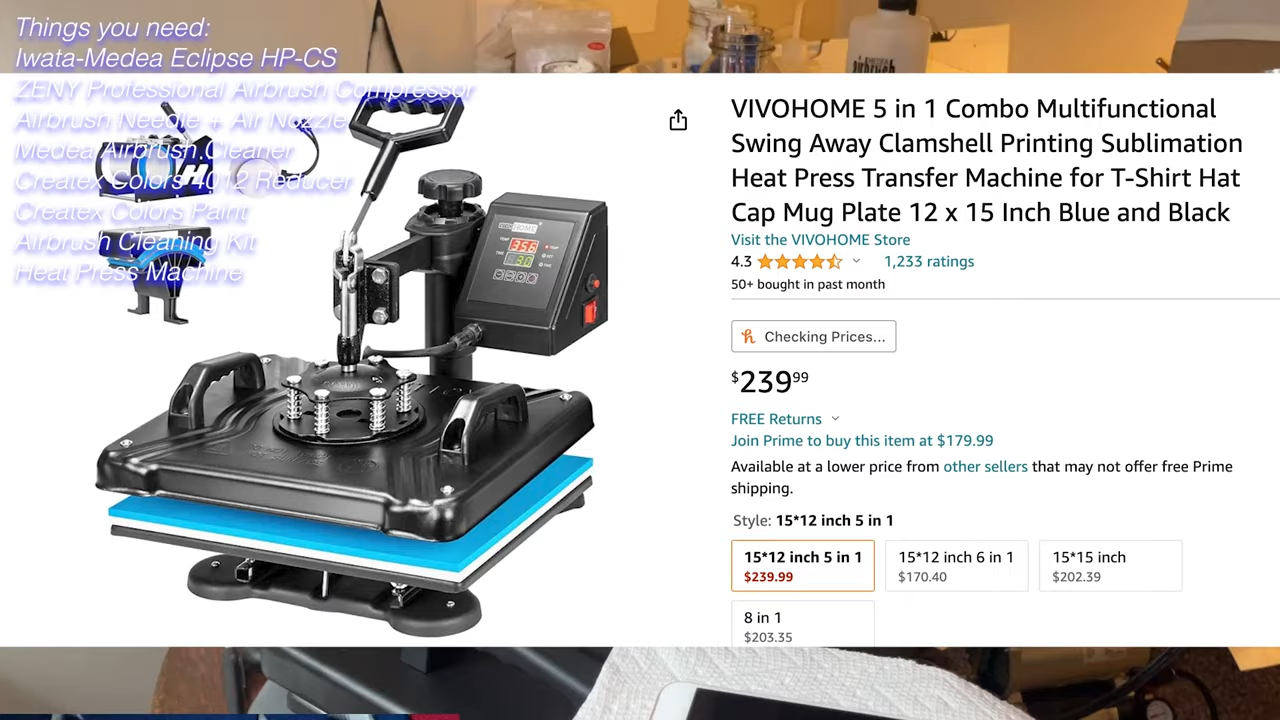 Things you need:
Iwata-Medea Eclipse HP-CS
ZENY Professional Airbrush Compressor
Airbrush Needle + Air Nozzle
Medea Airbrush Cleaner
Createx Colors 4012 Reducer
Createx Colors Paint
Airbrush Cleaning Kit
Heat Press Machine
MEDEA
airbrush
356
VIVOHOME 5 in 1 Combo Multifunctional
Swing Away Clamshell Printing Sublimation
Heat Press Transfer Machine for T-Shirt Hat
Cap Mug Plate 12 x 15 Inch Blue and Black
Visit the VIVOHOME Store
4.3 1,233 ratings
50+ bought in past month
Checking Prices...
$23999
FREE Returns
Join Prime to buy this item at $179.99
Available at a lower price from other sellers that may not offer free Prime
shipping.
Style: 15*12 inch 5 in 1
15*12 inch 5 in 1 15*12 inch 6 in 1 15*15 inch
$239.99 $170.40 $202.39
8 in 1
$203.35